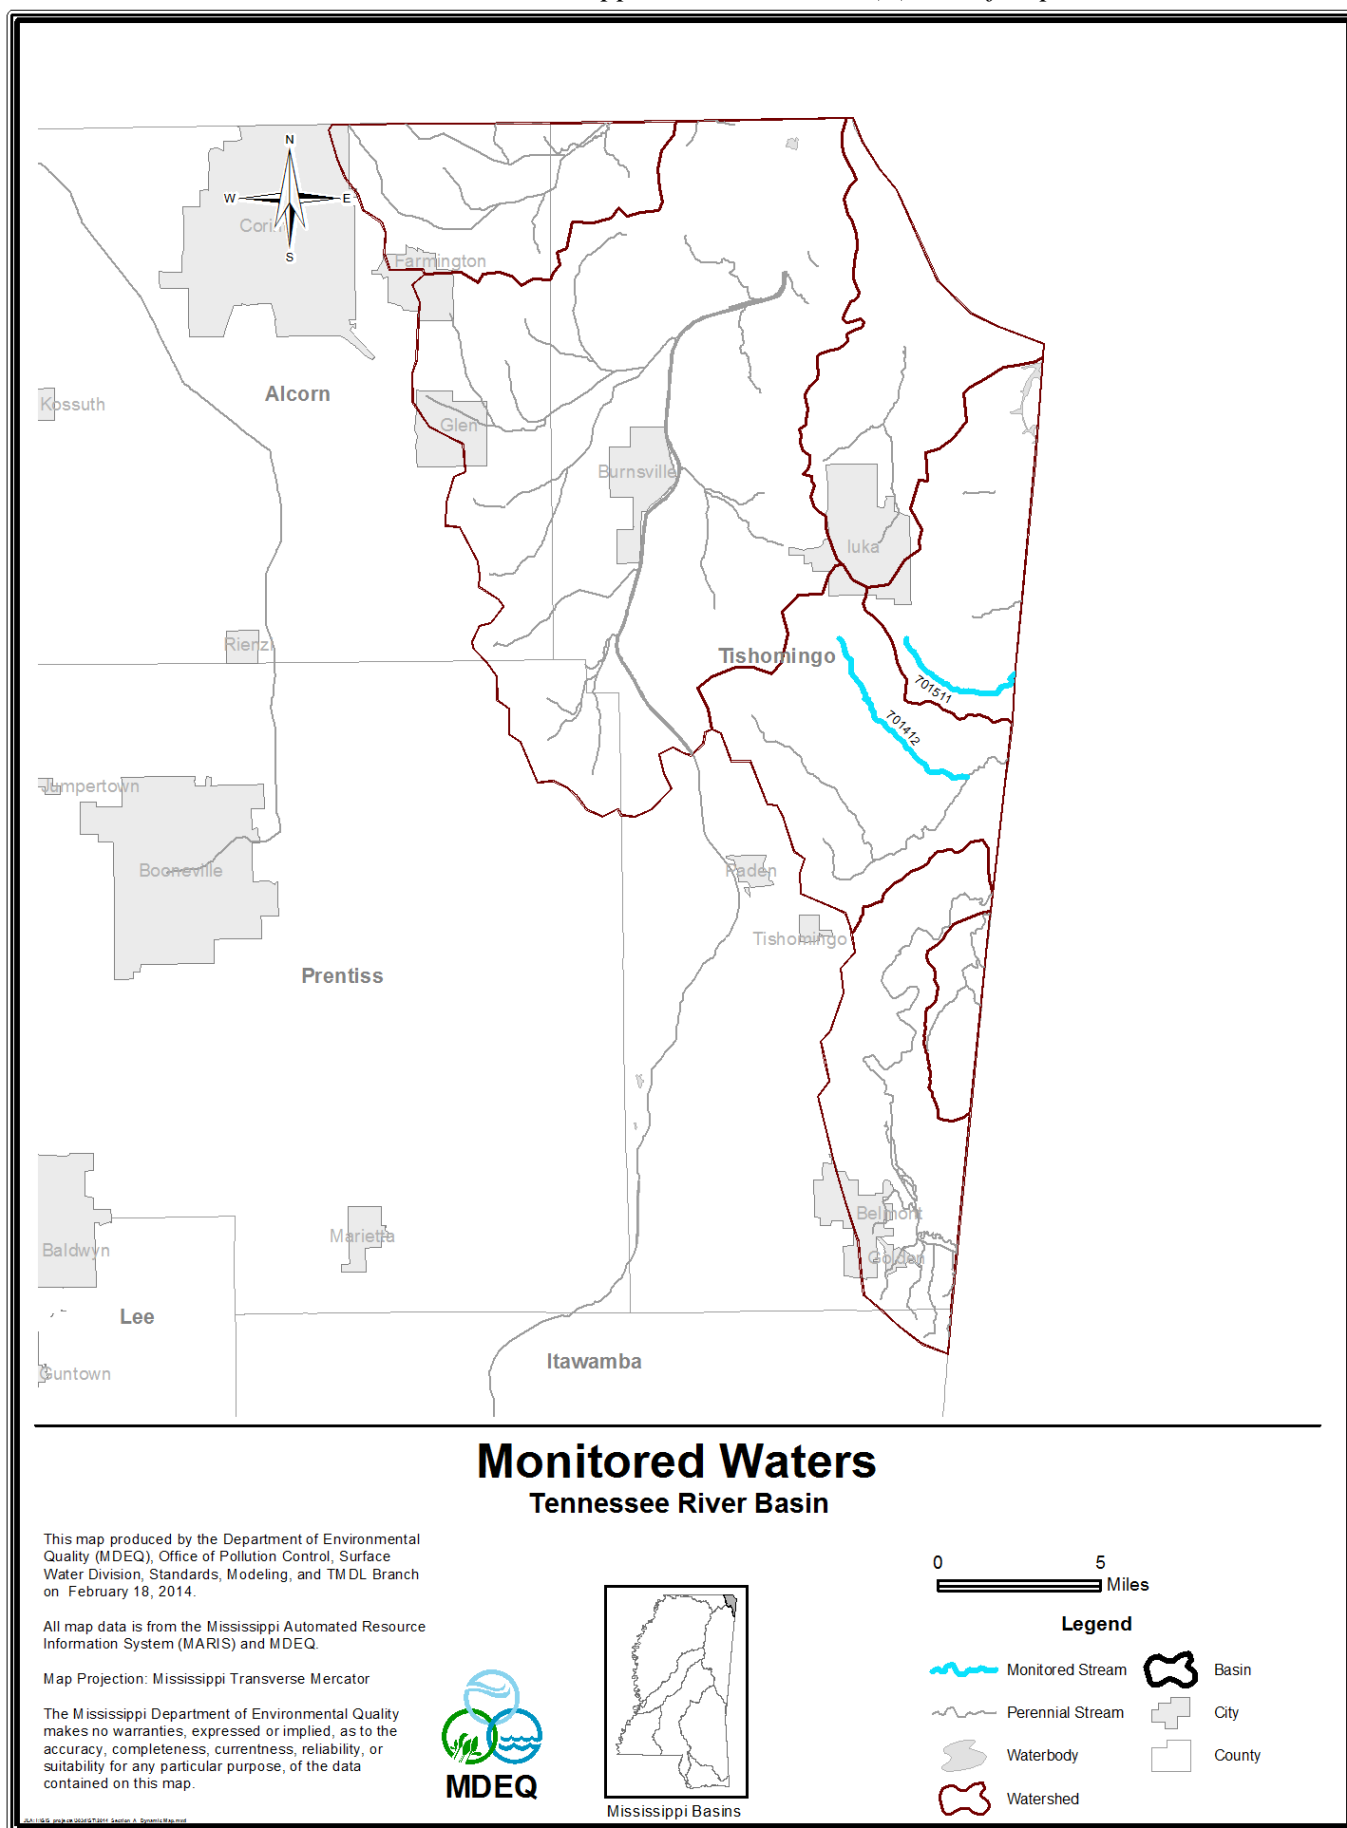 N
W
E
S
Farmington
Alcorn
Kossuth
Glen
Burnsville
Iuka
Rienzi
Tishomingo
701511
701412
Jumpertown
Booneville
Paden
Tishomingo
Prentiss
Belmont
Marietta
Baldwyn
Golden
Lee
Itawamba
Guntown
Monitored Waters
Tennessee River Basin
This map produced by the Department of Environmental
Quality (MDEQ), Office of Pollution Control, Surface
Water Division, Standards, Modeling, and TMDL Branch
on February 18, 2014.
All map data is from the Mississippi Automated Resource
Information System (MARIS) and MDEQ.
Map Projection: Mississippi Transverse Mercator
The Mississippi Department of Environmental Quality
makes no warranties, expressed or implied, as to the
accuracy, completeness, currentness, reliability, or
suitability for any particular purpose, of the data
contained on this map.
MDEQ
Mississippi Basins
0 5
Miles
Legend
Monitored Stream
Basin
Perennial Stream
City
Waterbody
County
Watershed